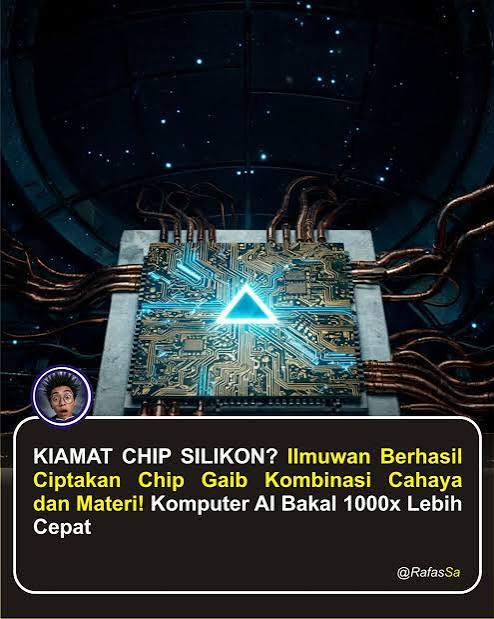 KIAMAT CHIP SILIKON? Ilmuwan Berhasil
Ciptakan Chip Gaib Kombinasi Cahaya
dan Materi! Komputer AI Bakal 1000x Lebih
Cepat
@RafasSa